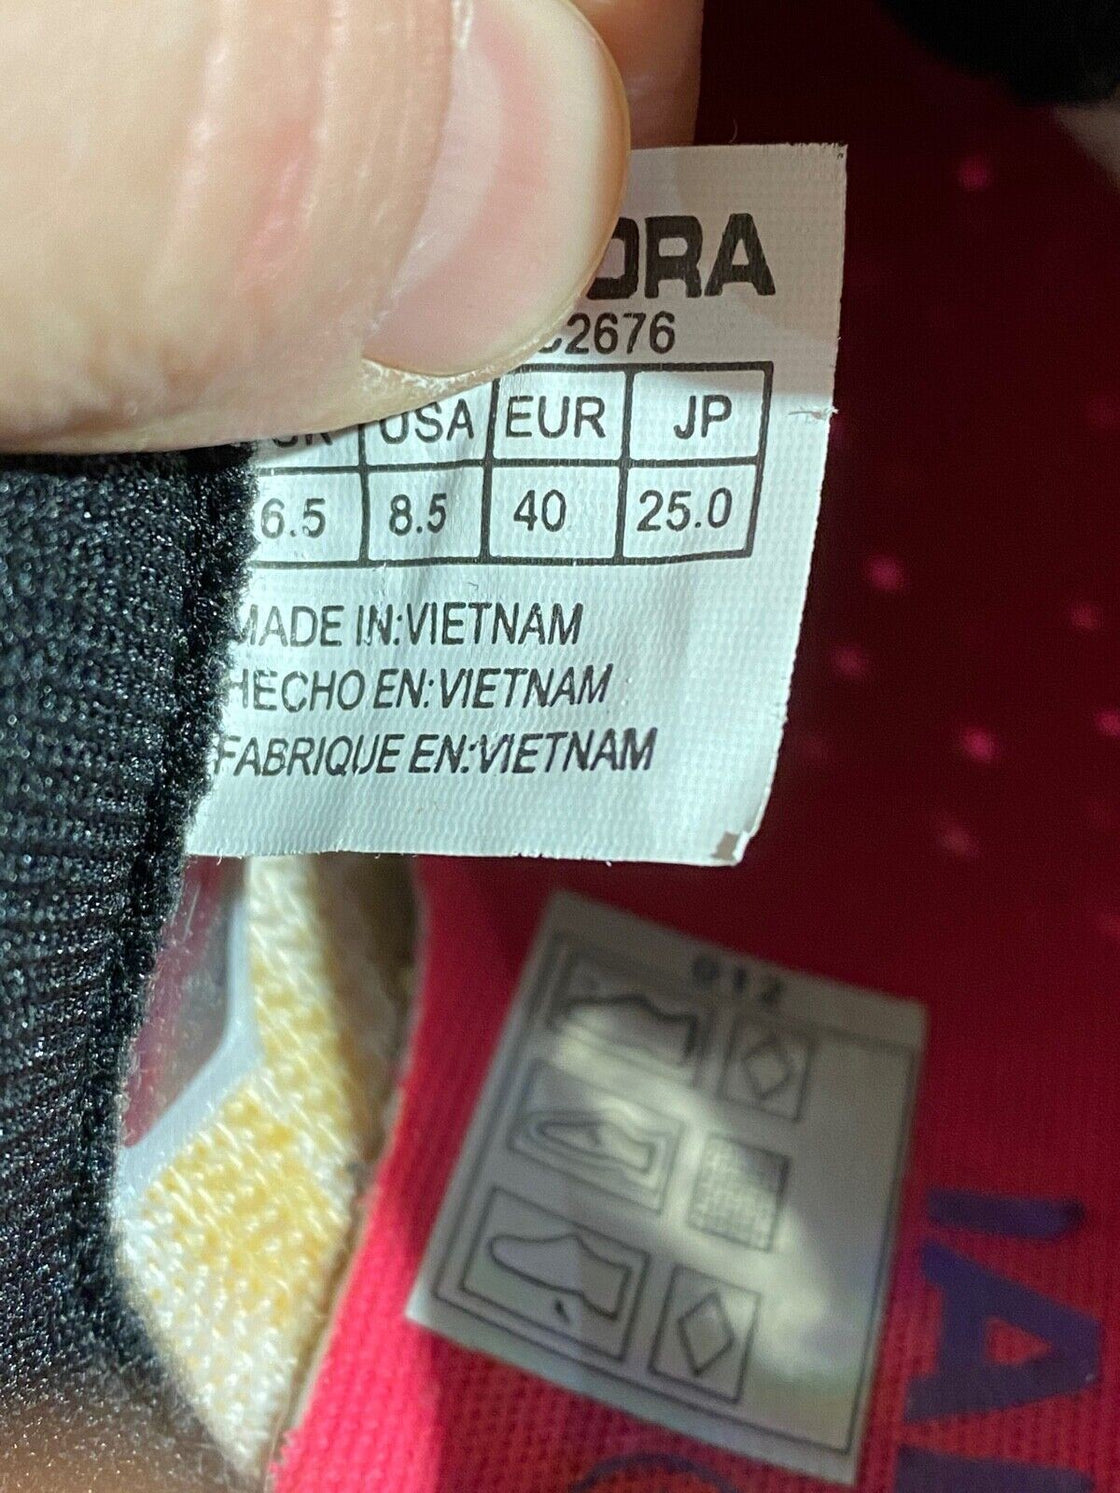 ORA
2676
USA EUR JP
6.5 8.5 40 25.0
MADE IN:VIETNAM
HECHO EN:VIETNAM
FABRIQUE EN:VIETNAM